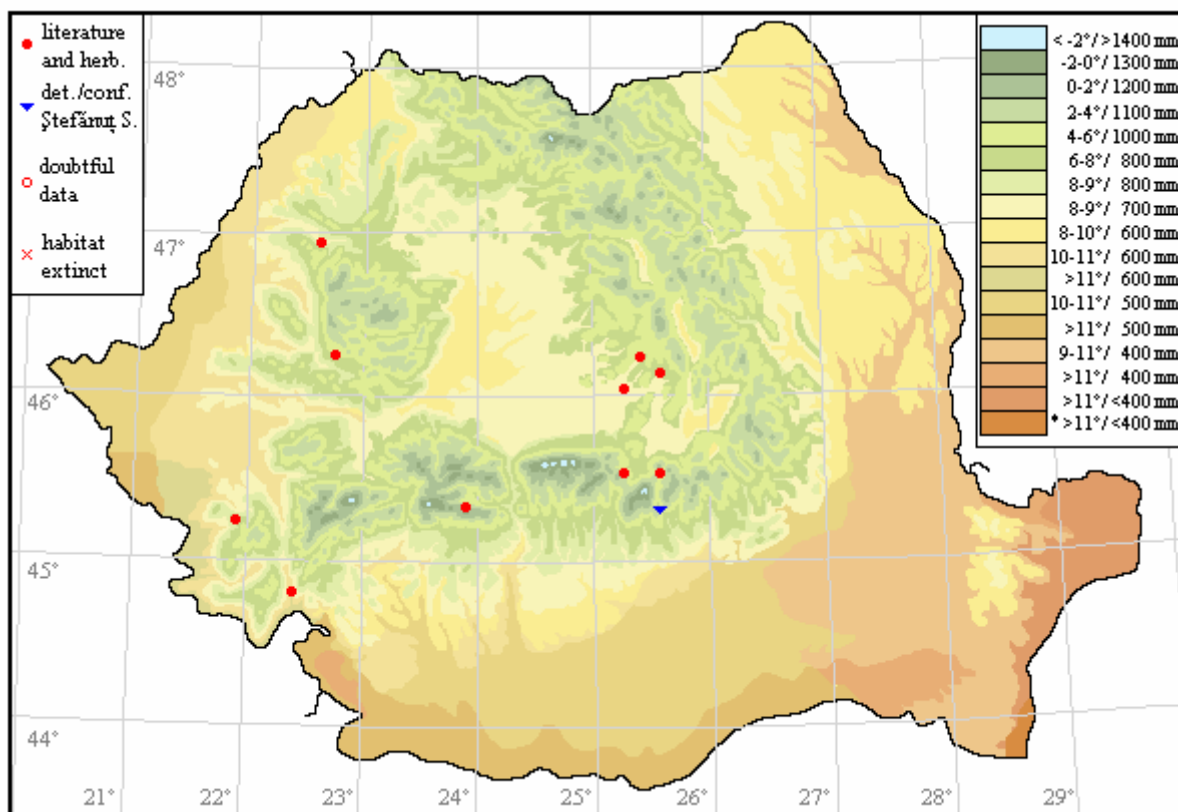 literature
and herb.
det./conf.
Ştefănuţ S.
doubtful
data
habitat
extinct
< -2°/>1400 mm
-2-0°/ 1300 mm
0-2°/ 1200 mm
2-4°/ 1100 mm
4-6°/ 1000 mm
6-8°/ 800 mm
8-9°/ 800 mm
8-9°/ 700 mm
8-10°/ 600 mm
10-11°/ 600 mm
>11°/ 600 mm
10-11°/ 500 mm
>11°/ 500 mm
9-11°/ 400 mm
>11°/ 400 mm
>11°/<400 mm
* >11°/<400 mm
48°
47°
46°
45°
44°
21° 22° 23° 24° 25° 26° 27° 28° 29°